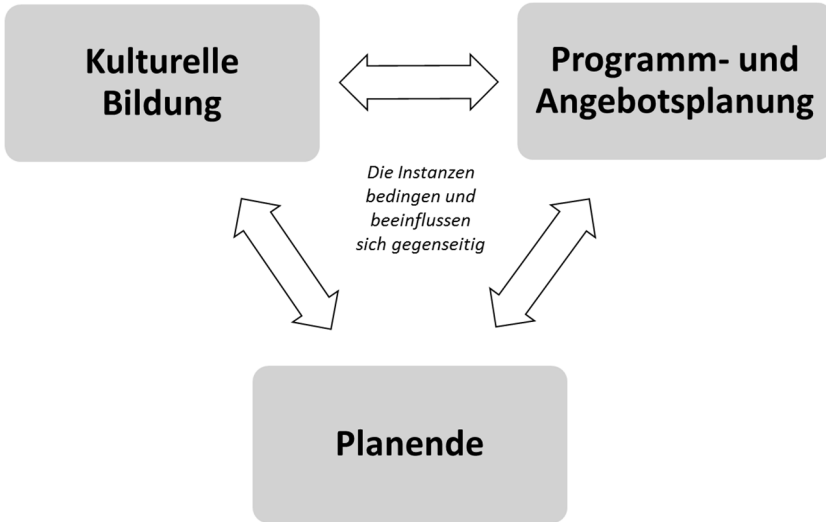 Kulturelle
Bildung
Programm- und
Angebotsplanung
Die Instanzen
bedingen und
beeinflussen
sich gegenseitig
Planende